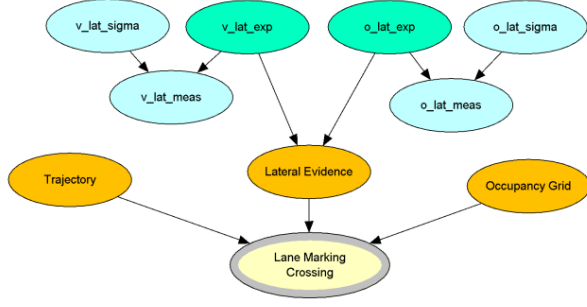 v_lat_sigma
v_lat_exp
o_lat_exp
o_lat_sigma
v_lat_meas
o_lat_meas
Lateral Evidence
Trajectory
Occupancy Grid
Lane Marking
Crossing